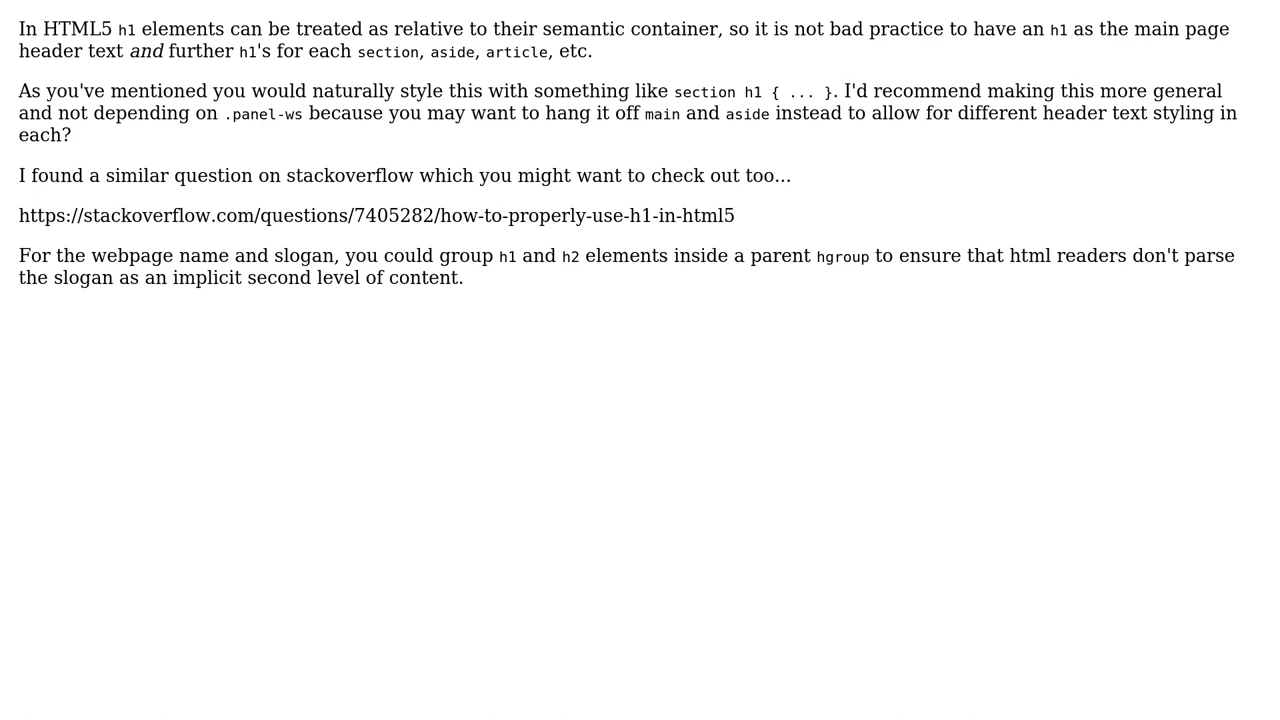 In HTML5 h1 elements can be treated as relative to their semantic container, so it is not bad practice to have an h1 as the main page
header text and further h1's for each section, aside, article, etc.
As you've mentioned you would naturally style this with something like section h1 { ... }. I'd recommend making this more general
and not depending on .panel-ws because you may want to hang it off main and aside instead to allow for different header text styling in
each?
I found a similar question on stackoverflow which you might want to check out too...
https://stackoverflow.com/questions/7405282/how-to-properly-use-h1-in-html5
For the webpage name and slogan, you could group h1 and h2 elements inside a parent hgroup to ensure that html readers don't parse
the slogan as an implicit second level of content.